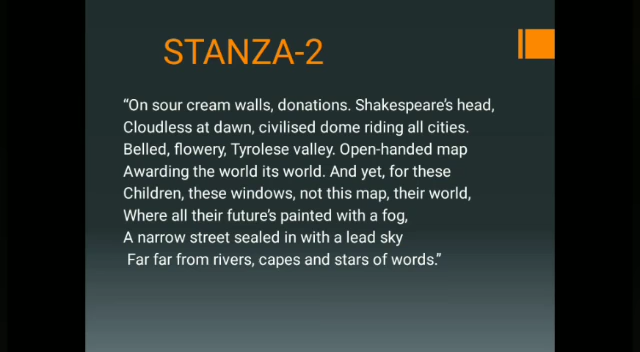 STANZA-2
“On sour cream walls, donations. Shakespeare’s head,
Cloudless at dawn, civilised dome riding all cities.
Belled, flowery, Tyrolese valley. Open-handed map
Awarding the world its world. And yet, for these
Children, these windows, not this map, their world,
Where all their future’s painted with a fog,
A narrow street sealed in with a lead sky
Far far from rivers, capes and stars of words.”